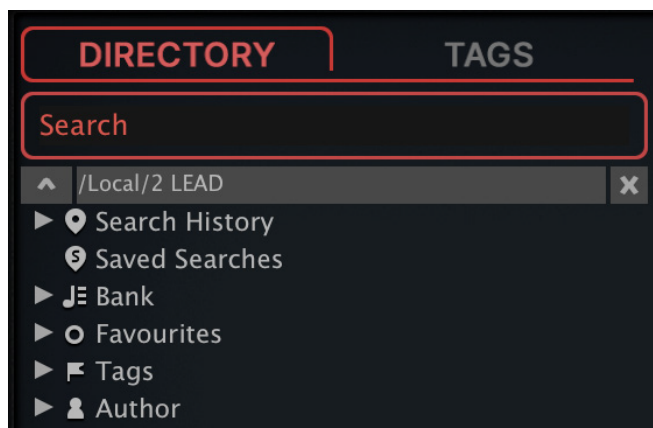 DIRECTORY TAGS
Search
/Local/2 LEAD
Search History
Saved Searches
Bank
Favourites
Tags
Author